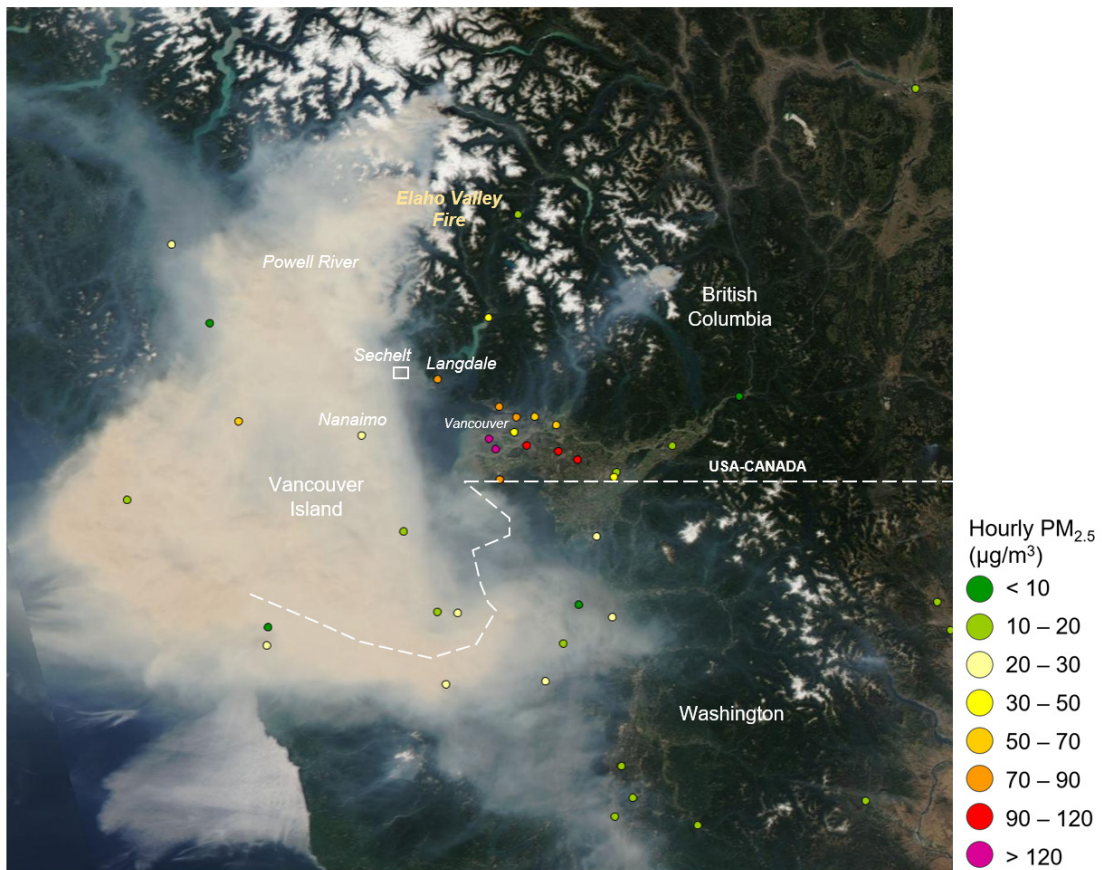 Elaho Valley
Fire
Powell River
British
Columbia
Sechelt
Langdale
Nanaimo
Vancouver
USA-CANADA
Vancouver
Island
Washington
Hourly PM2.5
(µg/m³)
< 10
10 – 20
20 – 30
30 – 50
50 – 70
70 – 90
90 – 120
> 120